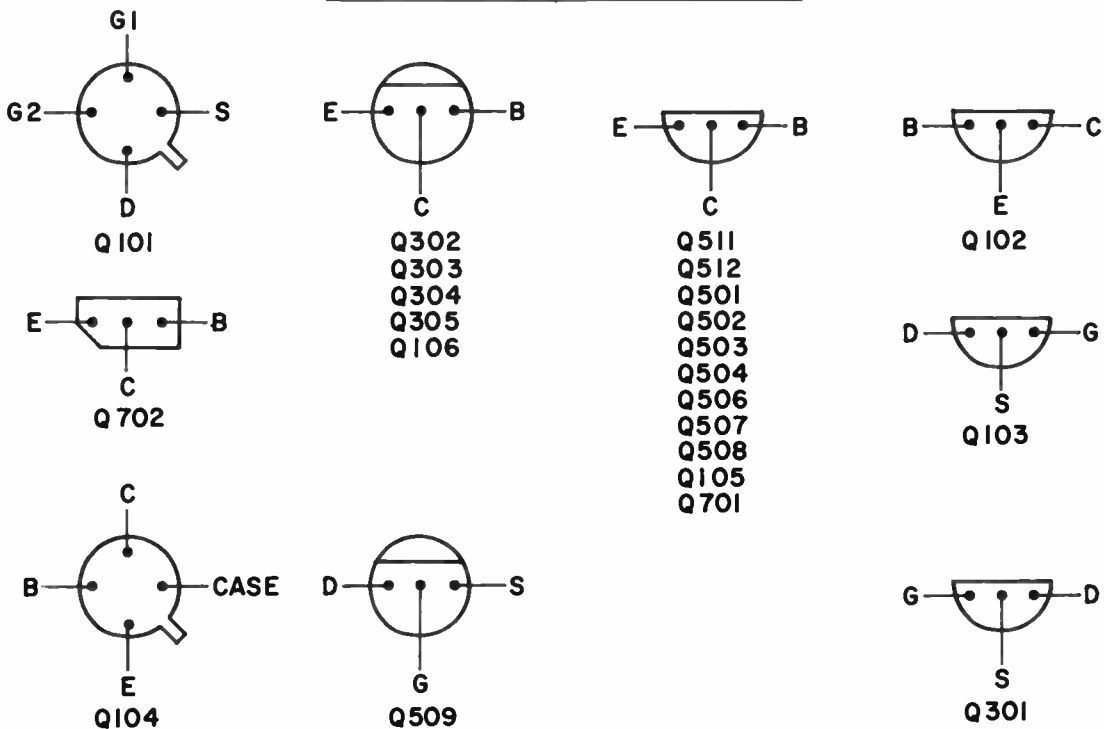 G1
G2 S
D
Q101
E B
C
Q302
Q303
Q304
Q305
Q106
E B
C
Q511
Q512
Q501
Q502
Q503
Q504
Q506
Q507
Q508
Q105
Q701
B C
E
Q102
E B
C
Q702
D G
S
Q103
C
B CASE
E
Q104
D S
G
Q509
G D
S
Q301